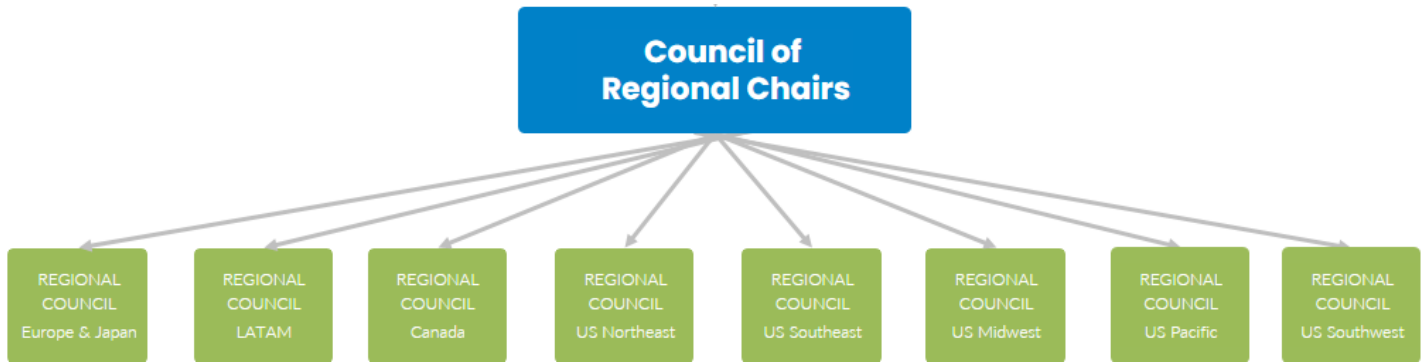 Council of
Regional Chairs
REGIONAL
COUNCIL
Europe & Japan
REGIONAL
COUNCIL
LATAM
REGIONAL
COUNCIL
Canada
REGIONAL
COUNCIL
US Northeast
REGIONAL
COUNCIL
US Southeast
REGIONAL
COUNCIL
US Midwest
REGIONAL
COUNCIL
US Pacific
REGIONAL
COUNCIL
US Southwest